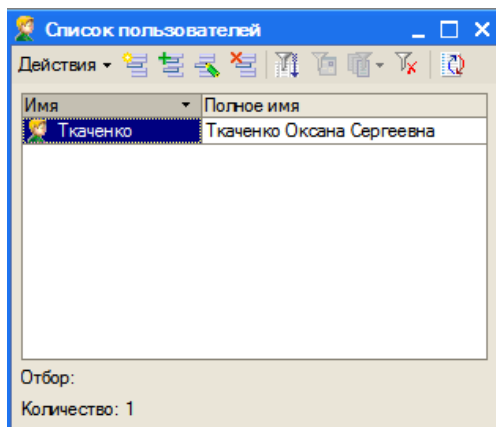 Список пользователей
Действия
Имя Полное имя
Ткаченко Ткаченко Оксана Сергеевна
Отбор:
Количество: 1